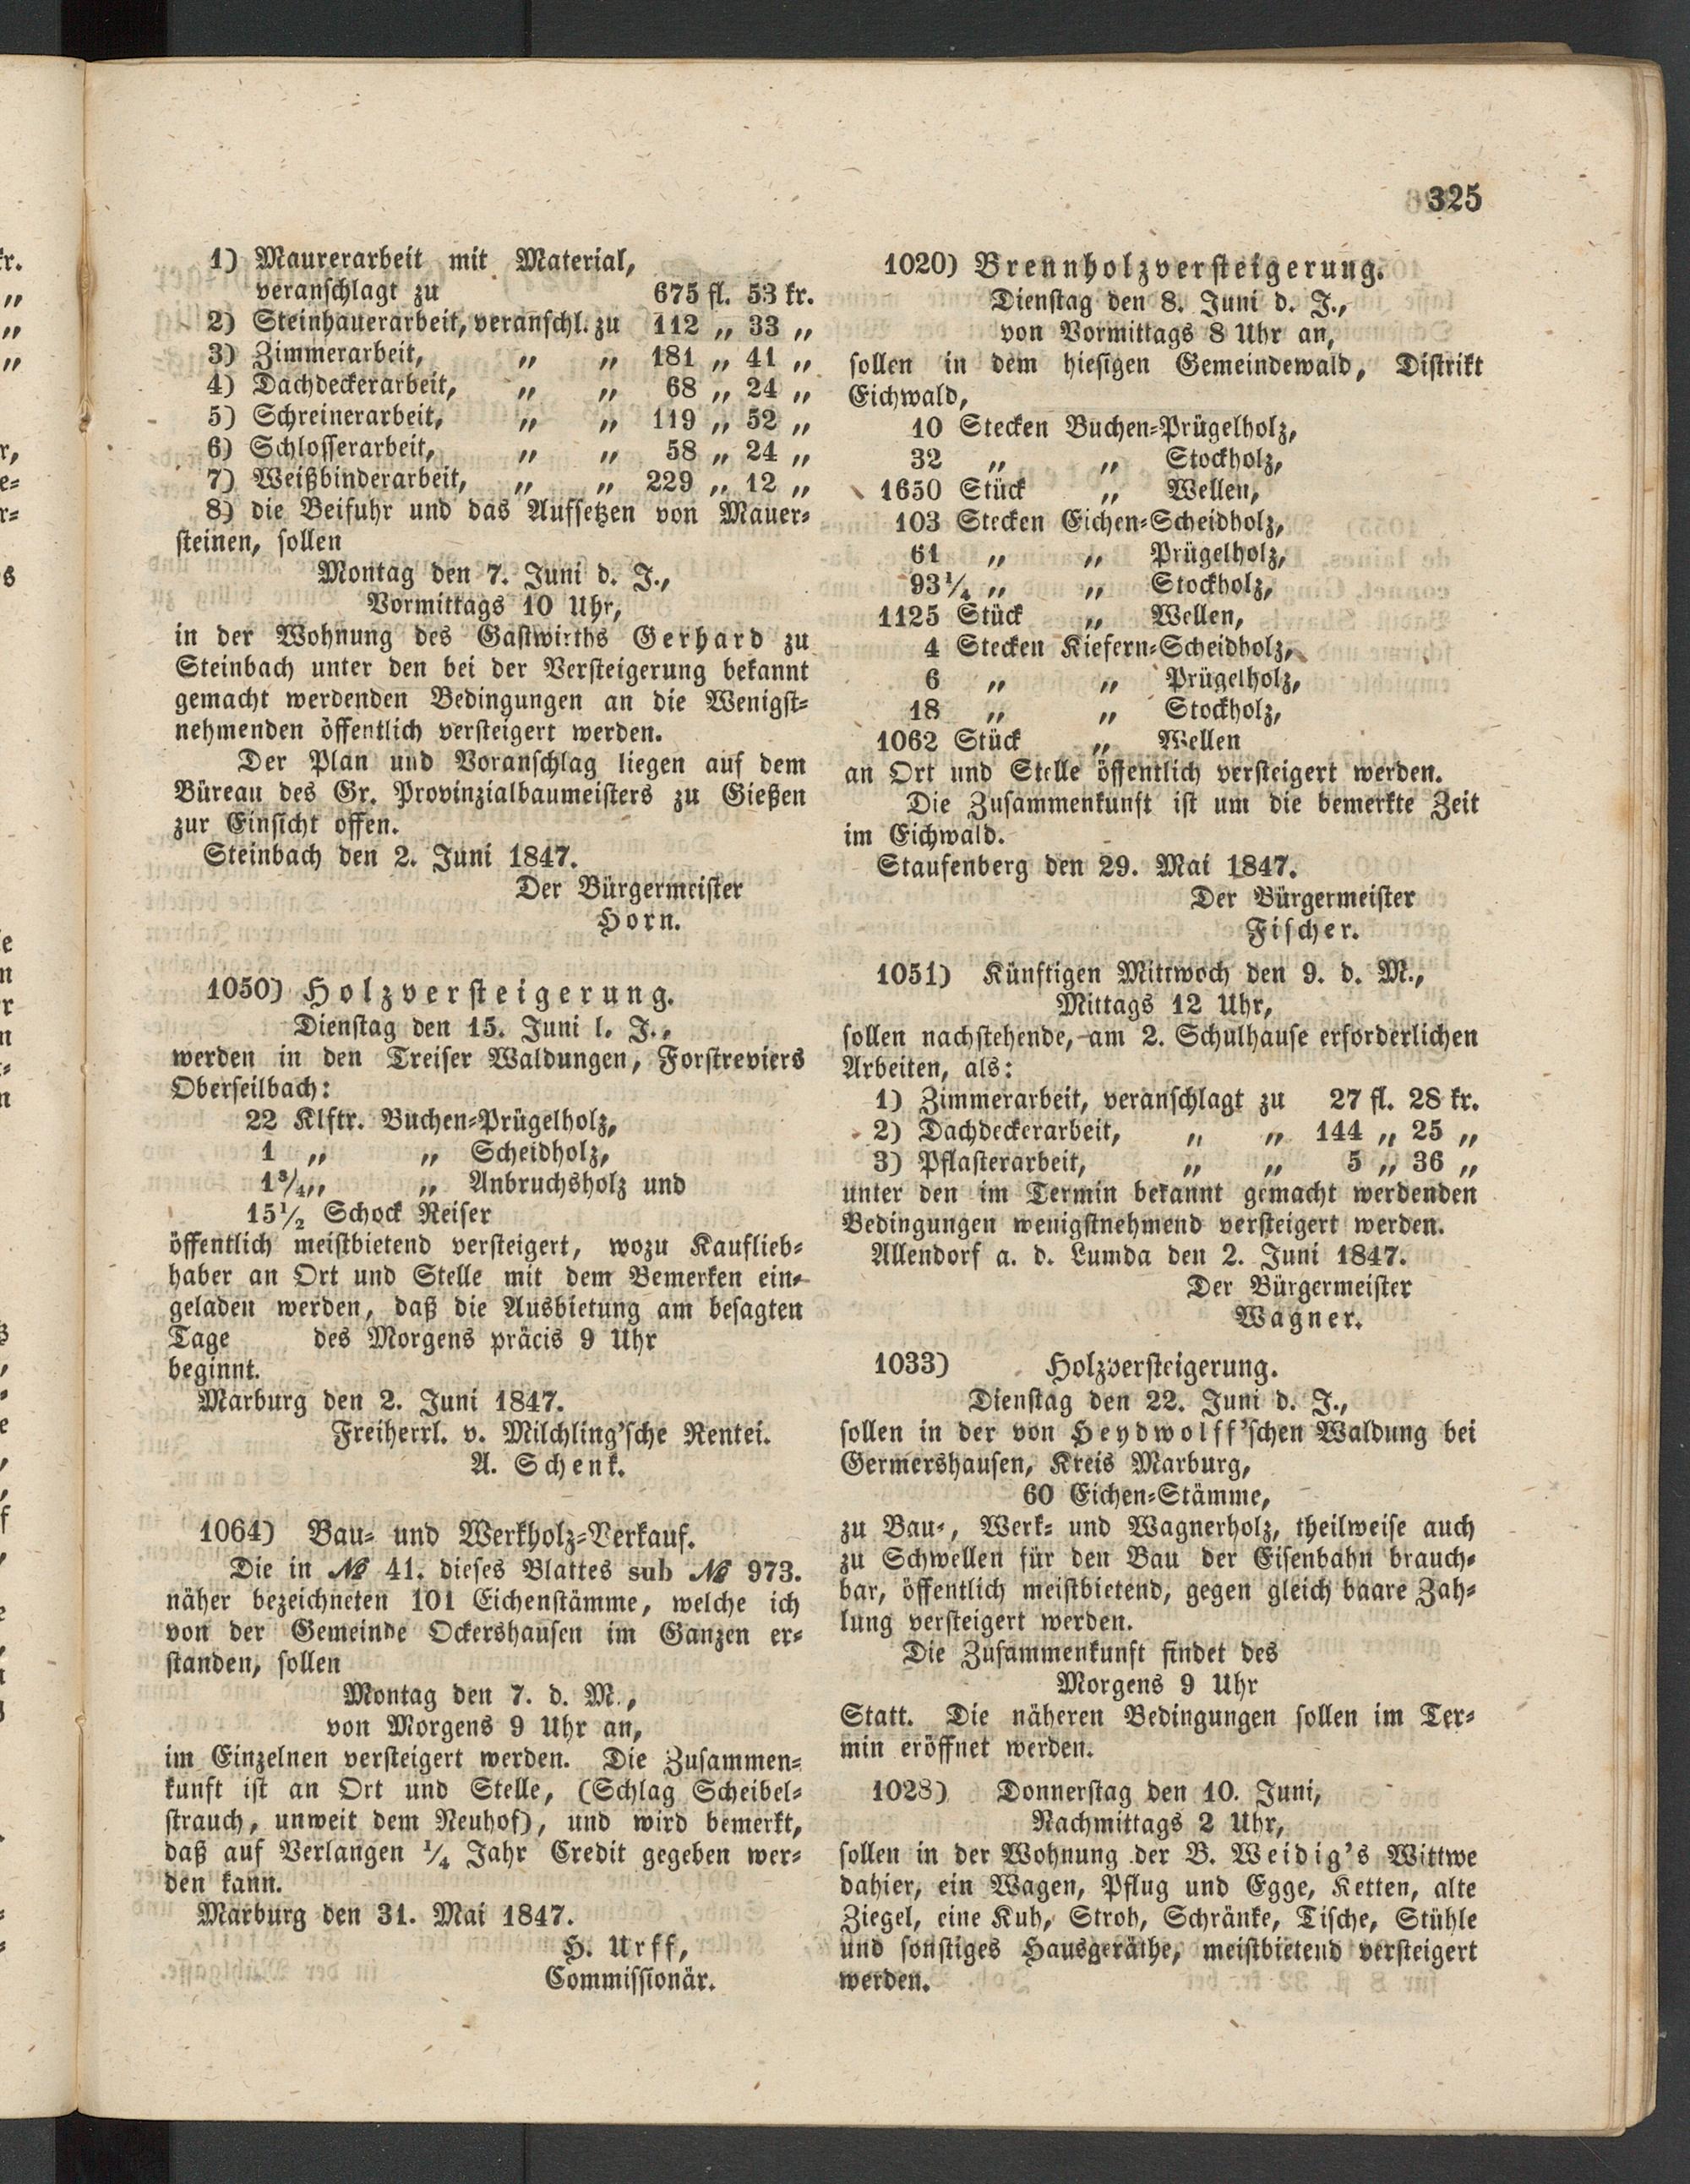 325
1) Maurerarbeit mit Material,
veranschlagt zu 675 fl. 53 kr.
2) Steinhauerarbeit, veranschl. zu 112 „ 33 „
3) Zimmerarbeit, „ „ 181 „ 41 „
4) Dachdeckerarbeit, „ „ 68 „ 24 „
5) Schreinerarbeit, „ „ 119 „ 52 „
6) Schlosserarbeit, „ „ 58 „ 24 „
7) Weißbinderarbeit, „ „ 229 „ 12 „
8) die Beifuhr und das Aufsetzen von Mauer-
steinen, sollen
Montag den 7. Juni d. J.,
Vormittags 10 Uhr,
in der Wohnung des Gastwirths Gerhard zu
Steinbach unter den bei der Versteigerung bekannt
gemacht werdenden Bedingungen an die Wenigst-
nehmenden öffentlich versteigert werden.
Der Plan und Voranschlag liegen auf dem
Büreau des Gr. Provinzialbaumeisters zu Gießen
zur Einsicht offen.
Steinbach den 2. Juni 1847.
Der Bürgermeister
Horn.
1050) Holzversteigerung.
Dienstag den 15. Juni l. J.,
werden in den Treiser Waldungen, Forstreviers
Oberseilbach:
22 Klftr. Buchen-Prügelholz,
1 „ „ Scheidholz,
1¾ „ „ Anbruchsholz und
15½ Schock Reiser
öffentlich meistbietend versteigert, wozu Kauflieb-
haber an Ort und Stelle mit dem Bemerken ein-
geladen werden, daß die Ausbietung am besagten
Tage des Morgens präcis 9 Uhr
beginnt.
Marburg den 2. Juni 1847.
Freiherrl. v. Milchling'sche Rentei.
A. Schenk.
1064) Bau- und Werkholz-Verkauf.
Die in № 41. dieses Blattes sub № 973.
näher bezeichneten 101 Eichenstämme, welche ich
von der Gemeinde Ockershausen im Ganzen er-
standen, sollen
Montag den 7. d. M.,
von Morgens 9 Uhr an,
im Einzelnen versteigert werden. Die Zusammen-
kunft ist an Ort und Stelle, (Schlag Scheibel-
strauch, unweit dem Neuhof), und wird bemerkt,
daß auf Verlangen ¼ Jahr Credit gegeben wer-
den kann.
Marburg den 31. Mai 1847.
H. Urff,
Commissionär.
1020) Brennholzversteigerung.
Dienstag den 8. Juni d. J.,
von Vormittags 8 Uhr an,
sollen in dem hiesigen Gemeindewald, Distrikt
Eichwald,
10 Stecken Buchen-Prügelholz,
32 „ „ Stockholz,
1650 Stück „ Wellen,
103 Stecken Eichen-Scheidholz,
61 „ „ Prügelholz,
93¼ „ „ Stockholz,
1125 Stück „ Wellen,
4 Stecken Kiefern-Scheidholz,
6 „ „ Prügelholz,
18 „ „ Stockholz,
1062 Stück „ Wellen
an Ort und Stelle öffentlich versteigert werden.
Die Zusammenkunft ist um die bemerkte Zeit
im Eichwald.
Staufenberg den 29. Mai 1847.
Der Bürgermeister
Fischer.
1051) Künftigen Mittwoch den 9. d. M.,
Mittags 12 Uhr,
sollen nachstehende, am 2. Schulhause erforderlichen
Arbeiten, als:
1) Zimmerarbeit, veranschlagt zu 27 fl. 28 kr.
2) Dachdeckerarbeit, „ „ 144 „ 25 „
3) Pflasterarbeit, „ „ 5 „ 36 „
unter den im Termin bekannt gemacht werdenden
Bedingungen wenigstnehmend versteigert werden.
Allendorf a. d. Lumda den 2. Juni 1847.
Der Bürgermeister
Wagner.
1033) Holzversteigerung.
Dienstag den 22. Juni d. J.,
sollen in der von Heydwolff'schen Waldung bei
Germershausen, Kreis Marburg,
60 Eichen-Stämme,
zu Bau-, Werk- und Wagnerholz, theilweise auch
zu Schwellen für den Bau der Eisenbahn brauch-
bar, öffentlich meistbietend, gegen gleich baare Zah-
lung versteigert werden.
Die Zusammenkunft findet des
Morgens 9 Uhr
Statt. Die näheren Bedingungen sollen im Ter-
min eröffnet werden.
1028) Donnerstag den 10. Juni,
Nachmittags 2 Uhr,
sollen in der Wohnung der B. Weidig's Wittwe
dahier, ein Wagen, Pflug und Egge, Ketten, alte
Ziegel, eine Kuh, Stroh, Schränke, Tische, Stühle
und sonstiges Hausgeräthe, meistbietend versteigert
werden.